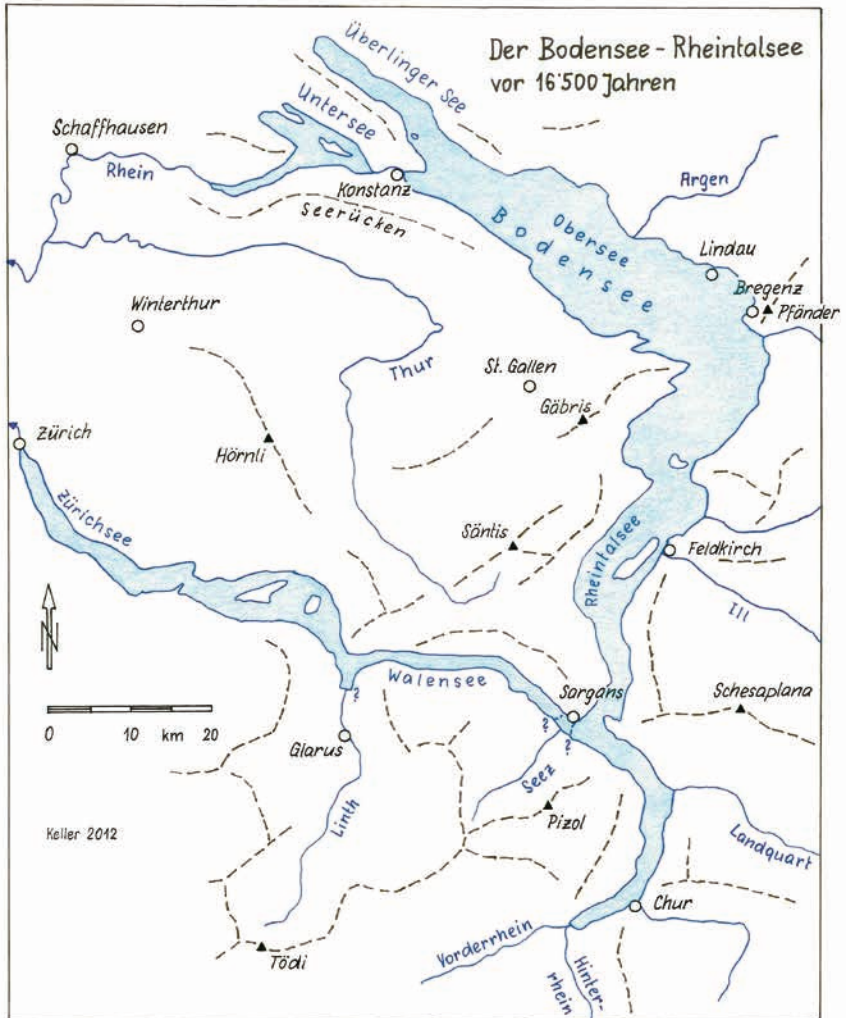 Der Bodensee - Rheintalsee
vor 16'500 Jahren
Überlinger See
Untersee
Schaffhausen
Rhein
Konstanz
Seerücken
Argen
Obersee
Bodensee
Lindau
Bregenz
Pfänder
Winterthur
Thur
St. Gallen
Gäbris
Zürich
Hörnli
Zürichsee
Säntis
Rheintalsee
Feldkirch
Ill
N
Walensee
Sargans
Schesaplana
?
?
?
0 10 km 20
Glarus
Seez
Linth
Pizol
Keller 2012
Landquart
Chur
Vorderrhein
Hinter-
rhein
Tödi